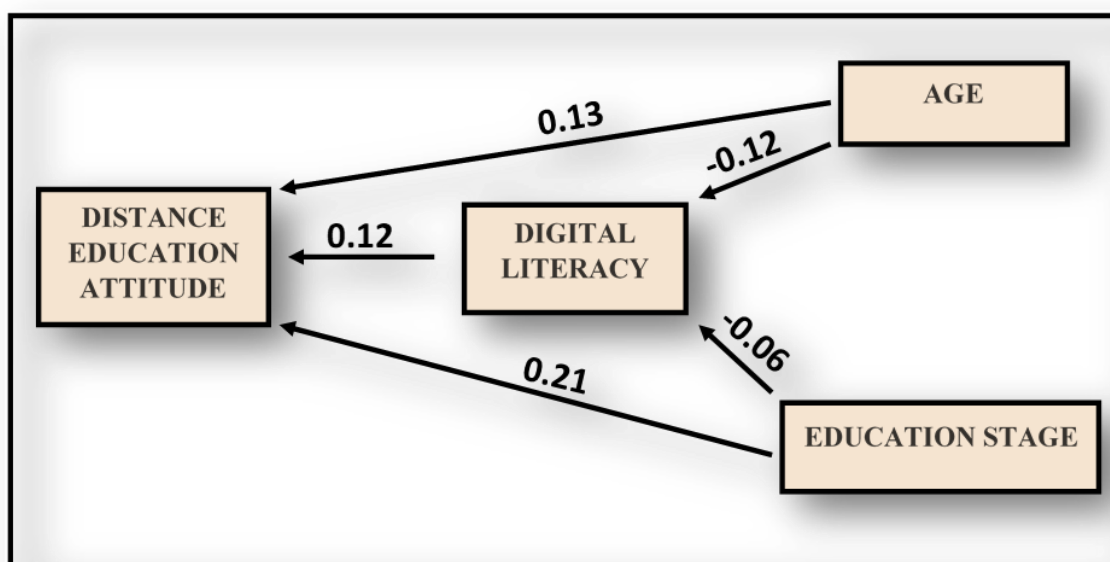 AGE
0.13
-0.12
DISTANCE
EDUCATION
ATTITUDE
0.12
DIGITAL
LITERACY
-0.06
0.21
EDUCATION STAGE